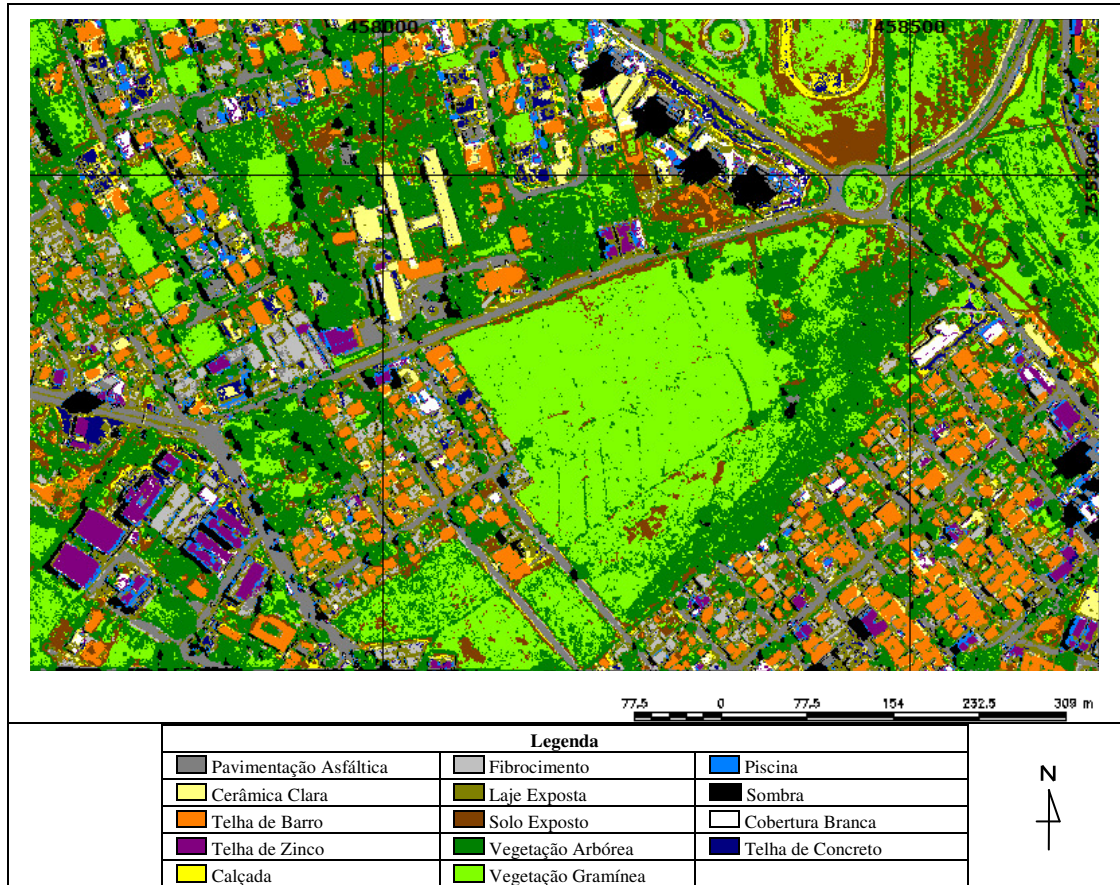 458000 458500
77.5 0 77.5 154 232.5 309 m
Legenda
Pavimentação Asfáltica Fibrocimento Piscina
Cerâmica Clara Laje Exposta Sombra
Telha de Barro Solo Exposto Cobertura Branca
Telha de Zinco Vegetação Arbórea Telha de Concreto
Calçada Vegetação Gramínea
N